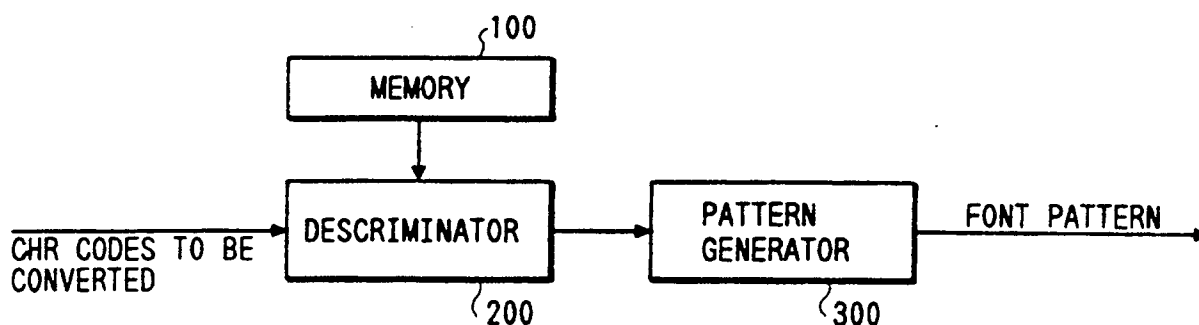 100
MEMORY
DESCRIMINATOR
PATTERN
GENERATOR
FONT PATTERN
CHR CODES TO BE
CONVERTED
200
300